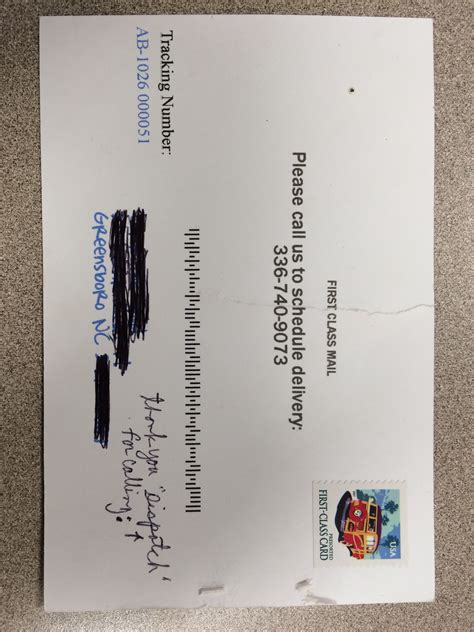 FIRST CLASS MAIL
Please call us to schedule delivery:
336-740-9073
USA
PRESORTED
FIRST-CLASS CARD
Tracking Number:
AB-1026 000051
Greensboro NC
Thank you "Dispatch"
for calling!